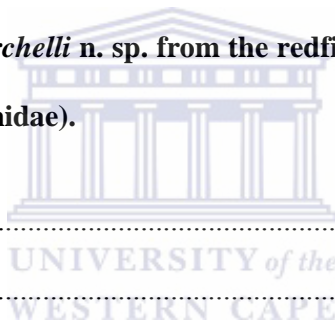 rchelli n. sp. from the redfi
nidae).
................................................
UNIVERSITY of the
................................................
WESTERN CAPE